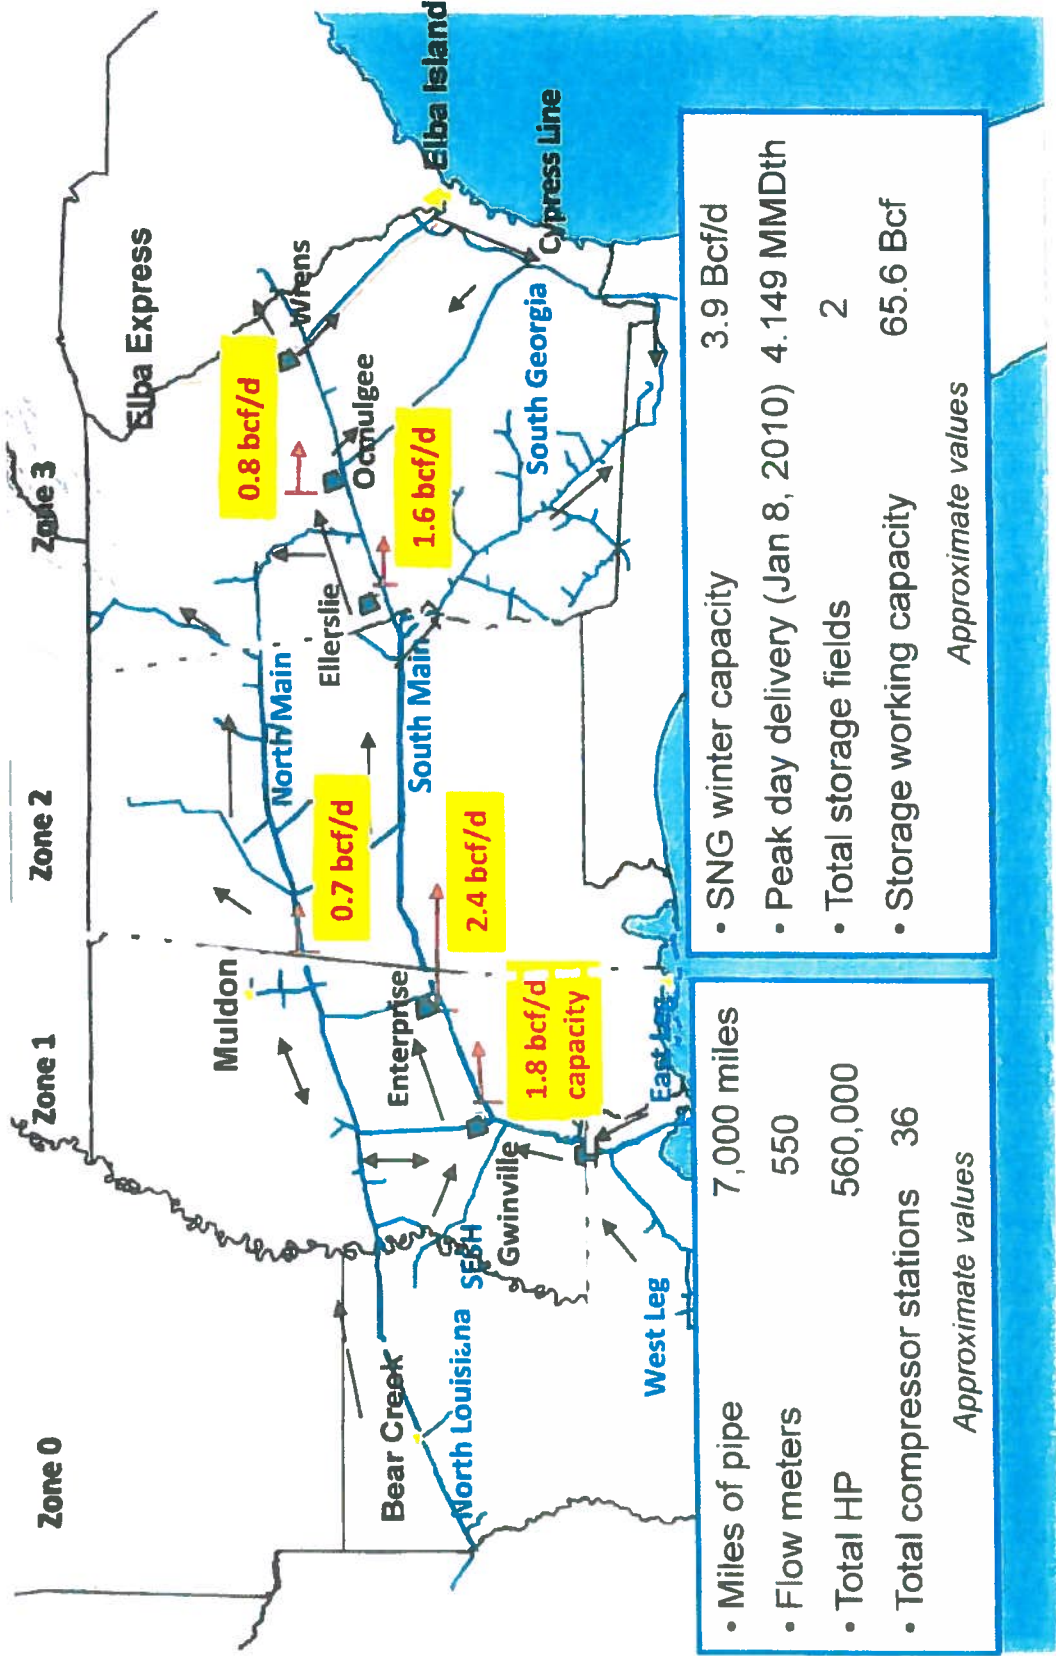 Zone 0
Zone 1
Zone 2
Zone 3
Elba Express
Muldon
0.8 bcf/d
Wrens
North Main
Ellerslie
Ocmulgee
0.7 bcf/d
1.6 bcf/d
Elba Island
Bear Creek
Enterprise
South Main
2.4 bcf/d
South Georgia
Cypress Line
North Louisiana
SESH
Gwinville
1.8 bcf/d
capacity
West Leg
East Leg
• Miles of pipe 7,000 miles
• Flow meters 550
• Total HP 560,000
• Total compressor stations 36
Approximate values
• SNG winter capacity 3.9 Bcf/d
• Peak day delivery (Jan 8, 2010) 4.149 MMDth
• Total storage fields 2
• Storage working capacity 65.6 Bcf
Approximate values